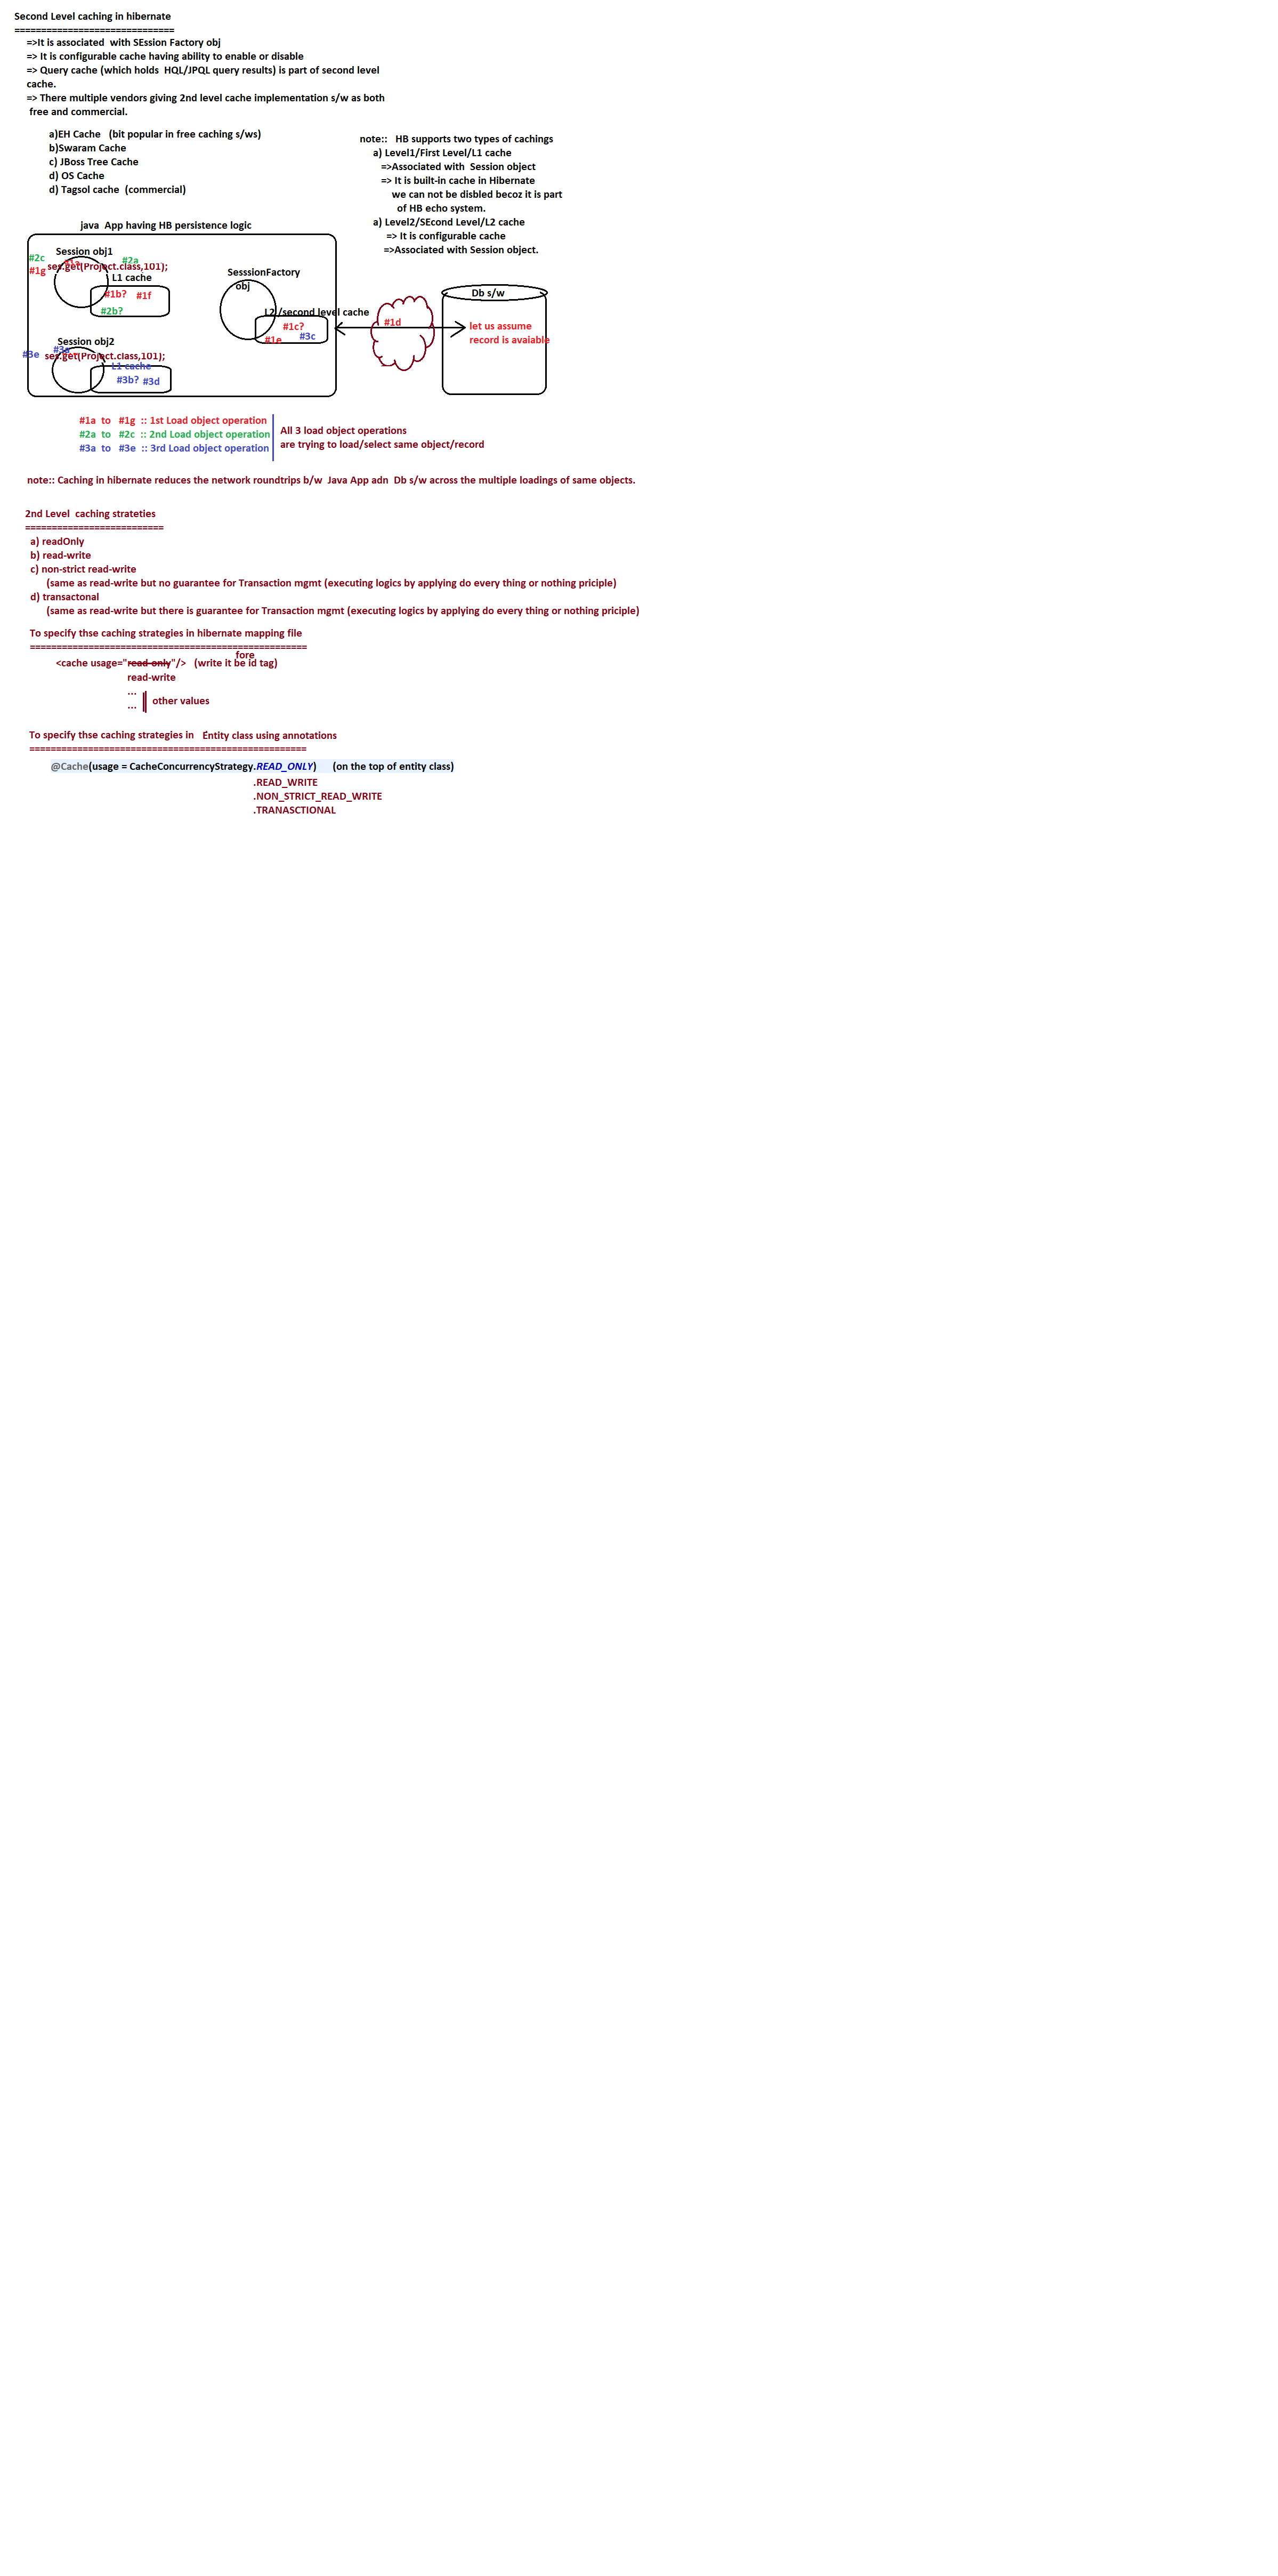 Second Level caching in hibernate
==============================
=>It is associated  with SEssion Factory obj
=> It is configurable cache having ability to enable or disable
=> Query cache (which holds  HQL/JPQL query results) is part of second level
cache.
=> There multiple vendors giving 2nd level cache implementation s/w as both
free and commercial.
a)EH Cache   (bit popular in free caching s/ws)
b)Swaram Cache
c) JBoss Tree Cache
d) OS Cache
d) Tagsol cache  (commercial)
note::   HB supports two types of cachings
a) Level1/First Level/L1 cache
=>Associated with  Session object
=> It is built-in cache in Hibernate
we can not be disbled becoz it is part
of HB echo system.
a) Level2/SEcond Level/L2 cache
=> It is configurable cache
=>Associated with Session object.
java  App having HB persistence logic
Session obj1
#2c
#2a
#1g
#1a
ses.get(Project.class,101);
L1 cache
#1b?
#1f
#2b?
SesssionFactory
obj
L2 /second level cache
#1c?
#1e
#3c
#1d
Db s/w
let us assume
record is avaiable
Session obj2
#3e
#3a
ses.get(Project.class,101);
L1 cache
#3b?
#3d
#1a  to   #1g  :: 1st Load object operation
#2a  to   #2c  :: 2nd Load object operation
#3a  to   #3e  :: 3rd Load object operation
All 3 load object operations
are trying to load/select same object/record
note:: Caching in hibernate reduces the network roundtrips b/w  Java App adn  Db s/w across the multiple loadings of same objects.
2nd Level  caching strateties
==========================
a) readOnly
b) read-write
c) non-strict read-write
(same as read-write but no guarantee for Transaction mgmt (executing logics by applying do every thing or nothing priciple)
d) transactonal
(same as read-write but there is guarantee for Transaction mgmt (executing logics by applying do every thing or nothing priciple)
To specify thse caching strategies in hibernate mapping file
====================================================
fore
<cache usage="read-only"/>   (write it be id tag)
read-write
...
...
other values
To specify thse caching strategies in   Entity class using annotations
====================================================
@Cache(usage = CacheConcurrencyStrategy.READ_ONLY)      (on the top of entity class)
.READ_WRITE
.NON_STRICT_READ_WRITE
.TRANASCTIONAL